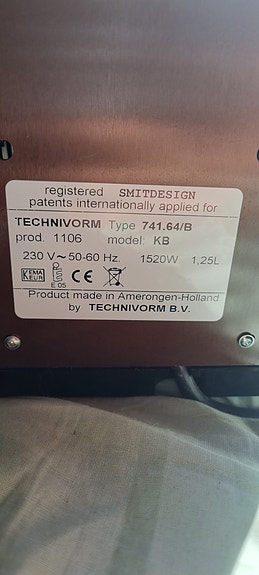 registered SMITDESIGN
patents internationally applied for
TECHNIVORM Type 741.64/B
prod. 1106 model: KB
230 V~50-60 Hz. 1520W 1,25L
KEMA KEUR CE
E 05
Product made in Amerongen-Holland
by TECHNIVORM B.V.